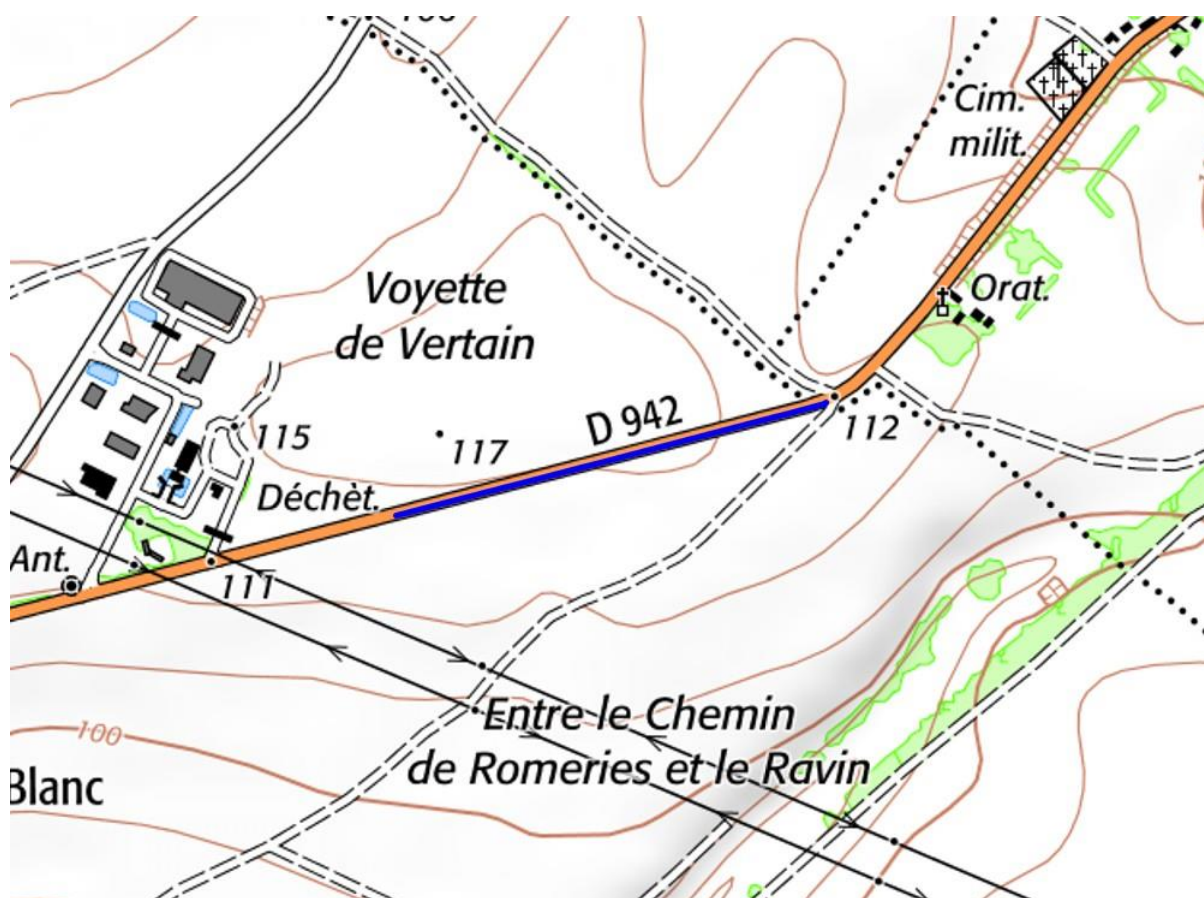 Cim.
milit.
Orat.
Voyette
de Vertain
D 942
112
115
117
Déchèt.
Ant.
111
Entre le Chemin
de Romeries et le Ravin
100
Blanc